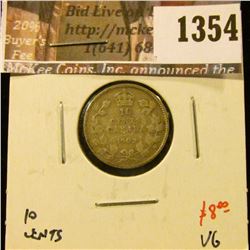 20%
Buyer's
Fee
Bid Live on
http://mcke
1(641) 68
1354
McKee Coins, Inc. announced the
10
CENTS
CANADA
10
CENTS
$8.00
VG